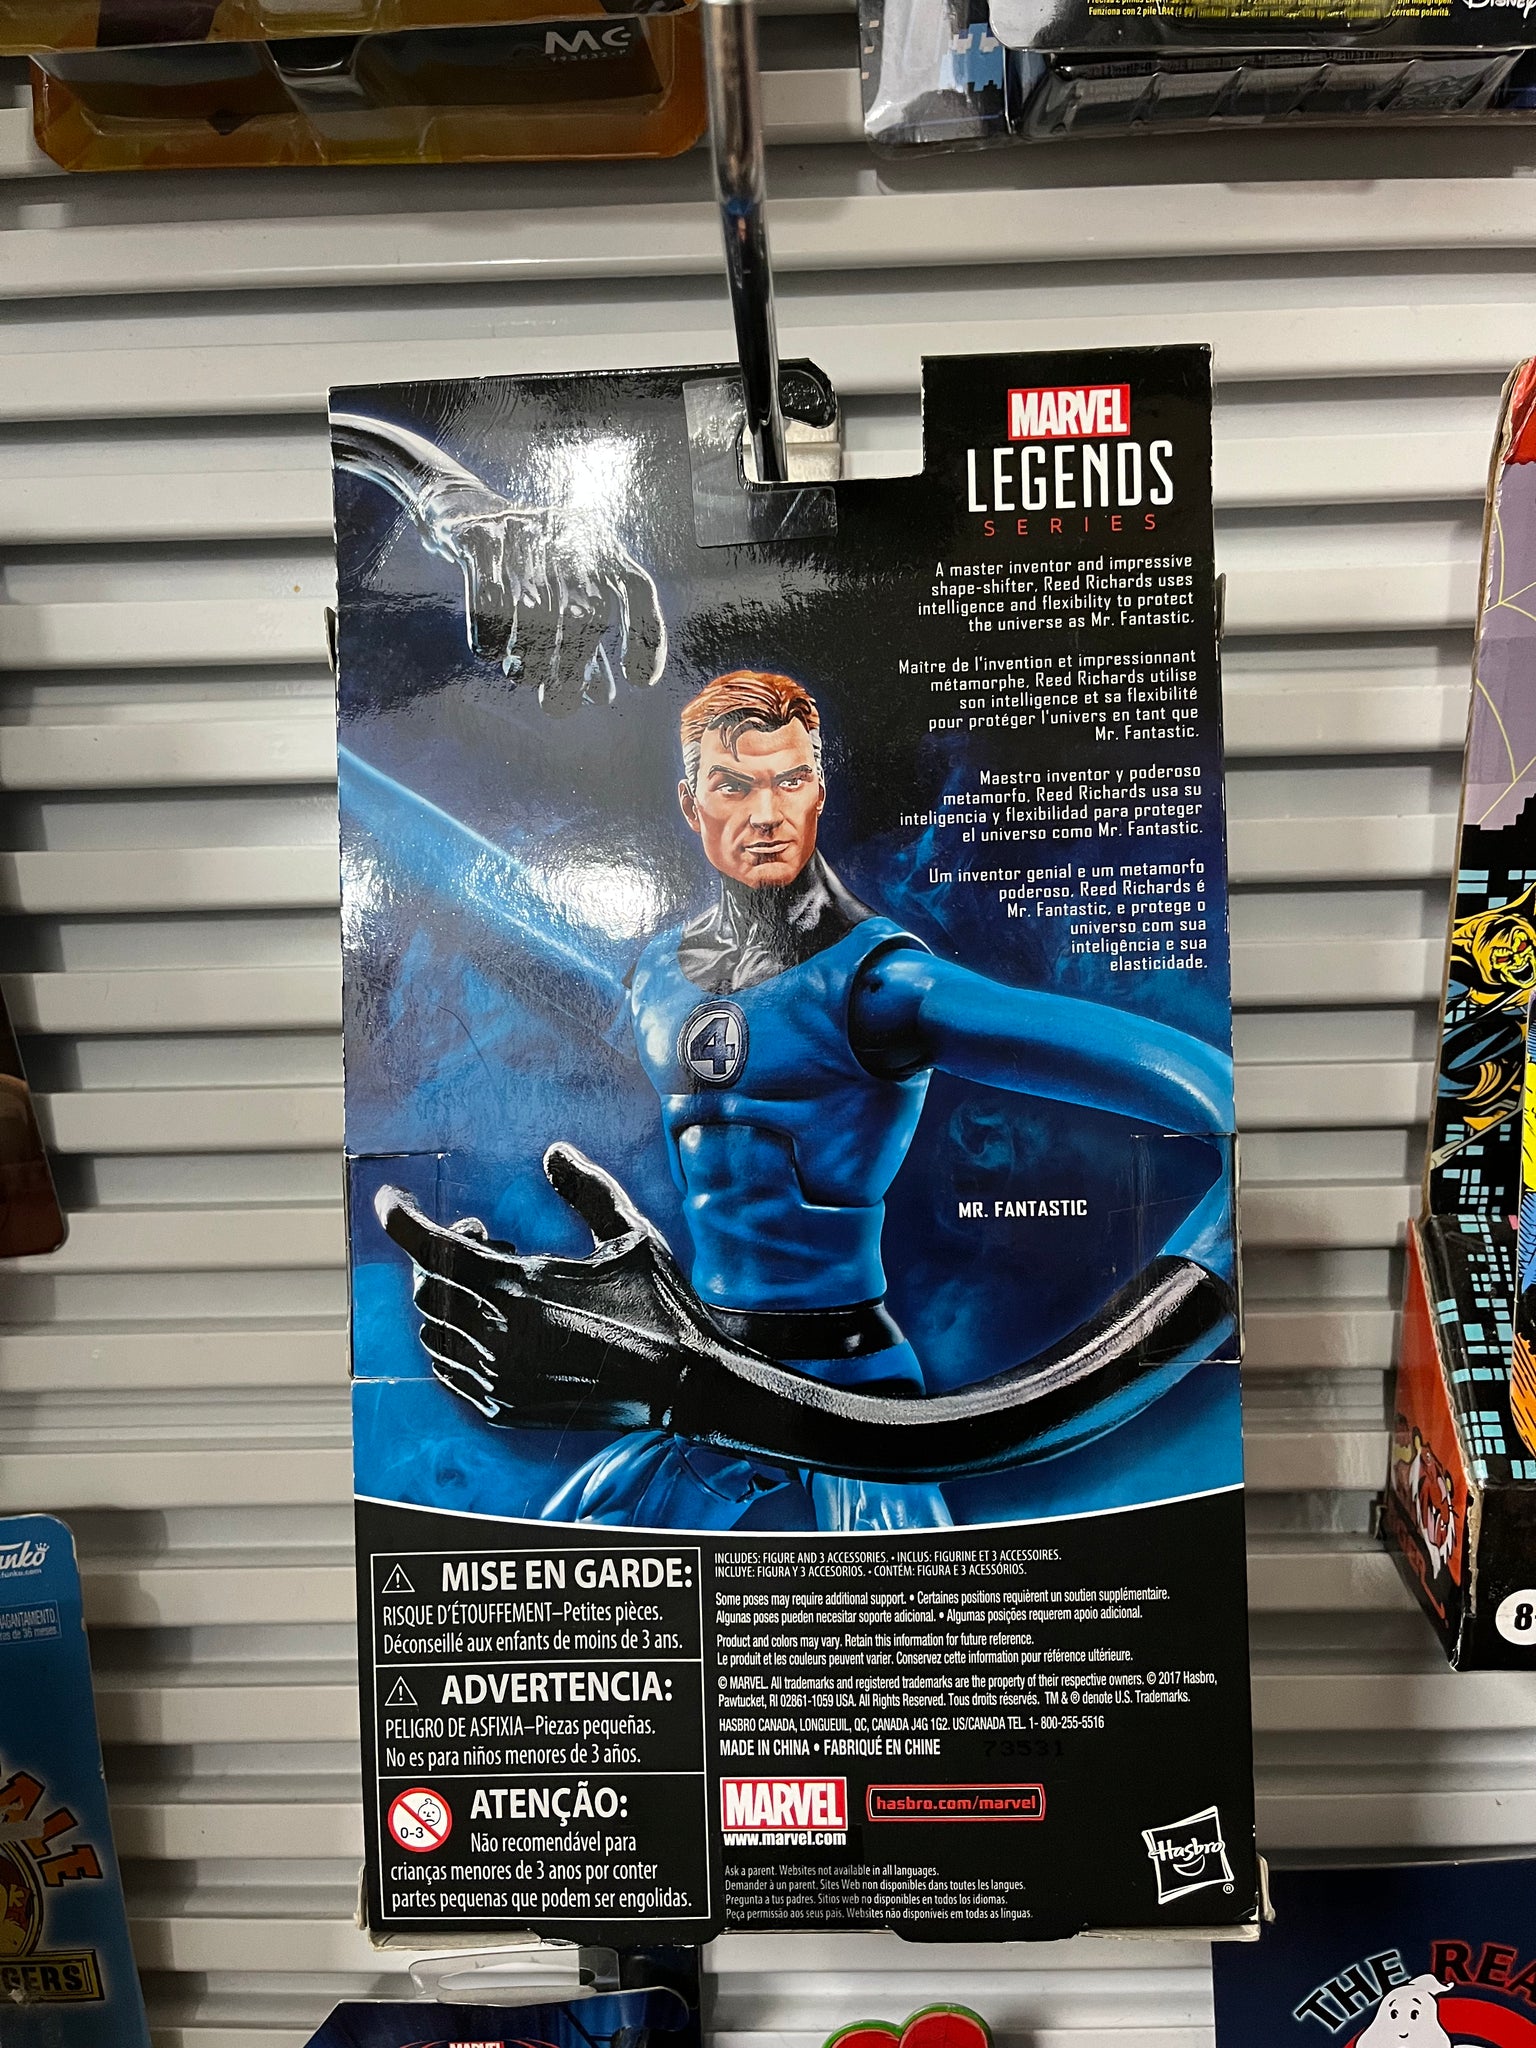 MARVEL
LEGENDS
SERIES
A master inventor and impressive
shape-shifter, Reed Richards uses
intelligence and flexibility to protect
the universe as Mr. Fantastic.
Maître de l'invention et impressionnant
métamorphe, Reed Richards utilise
son intelligence et sa flexibilité
pour protéger l'univers en tant que
Mr. Fantastic.
Maestro inventor y poderoso
metamorfo, Reed Richards usa su
inteligencia y flexibilidad para proteger
el universo como Mr. Fantastic.
Um inventor genial e um metamorfo
poderoso, Reed Richards é
Mr. Fantastic, e protege o
universo com sua
inteligência e sua
elasticidade.
4
MR. FANTASTIC
MISE EN GARDE:
RISQUE D'ÉTOUFFEMENT–Petites pièces.
Déconseillé aux enfants de moins de 3 ans.
ADVERTENCIA:
PELIGRO DE ASFIXIA–Piezas pequeñas.
No es para niños menores de 3 años.
0-3
ATENÇÃO:
Não recomendável para
crianças menores de 3 anos por conter
partes pequenas que podem ser engolidas.
INCLUDES: FIGURE AND 3 ACCESSORIES. • INCLUS: FIGURINE ET 3 ACCESSOIRES.
INCLUYE: FIGURA Y 3 ACCESORIOS. • CONTÉM: FIGURA E 3 ACESSÓRIOS.
Some poses may require additional support. • Certaines positions requièrent un soutien supplémentaire.
Algunas poses pueden necesitar soporte adicional. • Algumas posições requerem apoio adicional.
Product and colors may vary. Retain this information for future reference.
Le produit et les couleurs peuvent varier. Conservez cette information pour référence ultérieure.
© MARVEL. All trademarks and registered trademarks are the property of their respective owners. © 2017 Hasbro,
Pawtucket, RI 02861-1059 USA. All Rights Reserved. Tous droits réservés. TM & ® denote U.S. Trademarks.
HASBRO CANADA, LONGUEUIL, QC, CANADA J4G 1G2. US/CANADA TEL. 1- 800-255-5516
MADE IN CHINA • FABRIQUÉ EN CHINE 73531
MARVEL
www.marvel.com
hasbro.com/marvel
Hasbro
®
Ask a parent. Websites not available in all languages.
Demander à un parent. Sites Web non disponibles dans toutes les langues.
Pregunta a tus padres. Sitios web no disponibles en todos los idiomas.
Peça permissão aos seus pais. Websites não disponíveis em todas as línguas.
THE REA
MARVEL